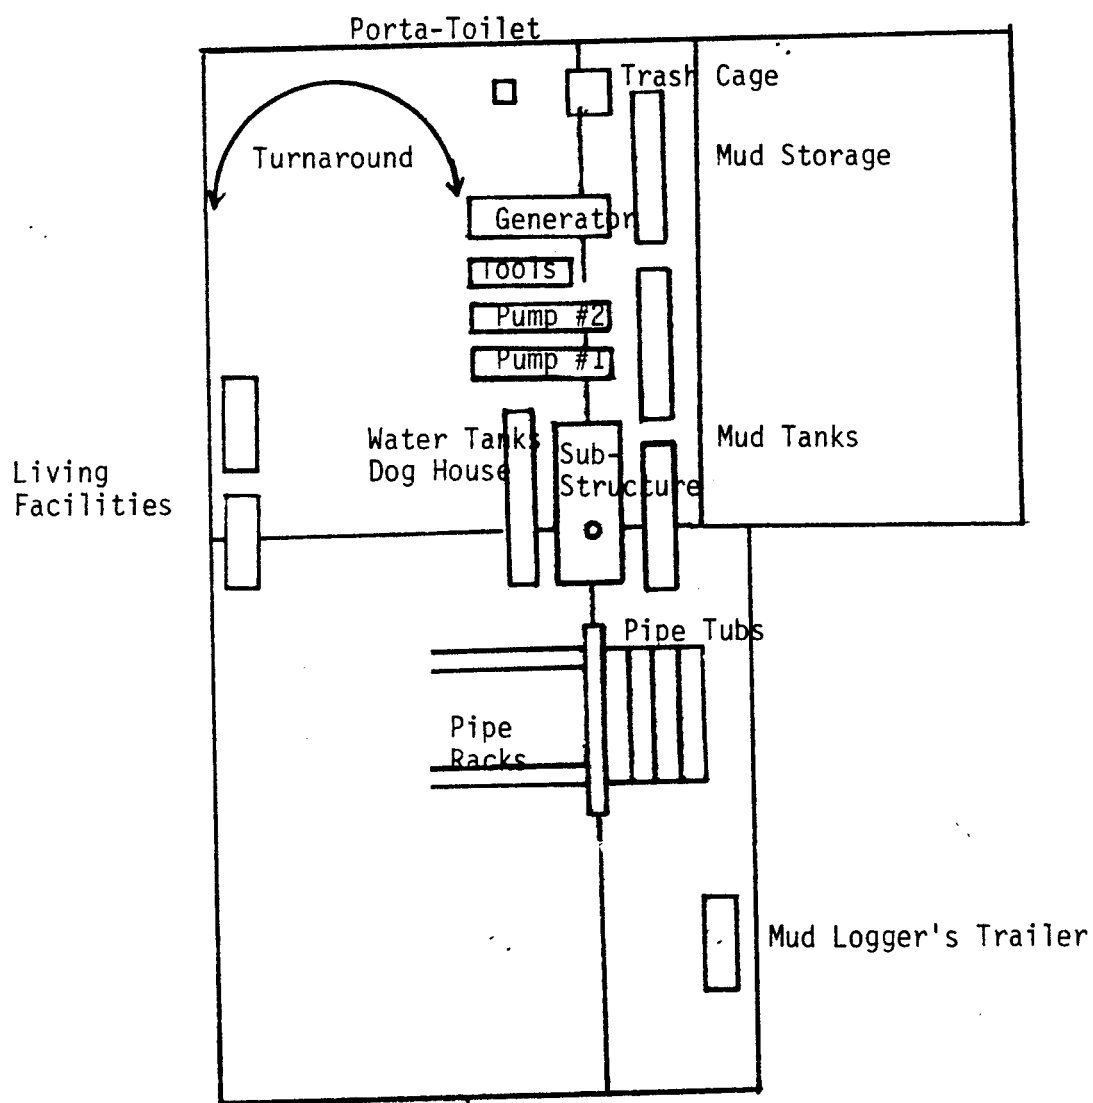 Porta-Toilet
Trash Cage
Turnaround
Mud Storage
Generator
Tools
Pump #2
Pump #1
Water Tanks
Dog House
Sub-
Structure
Mud Tanks
Living
Facilities
Pipe Tubs
Pipe
Racks
Mud Logger's Trailer